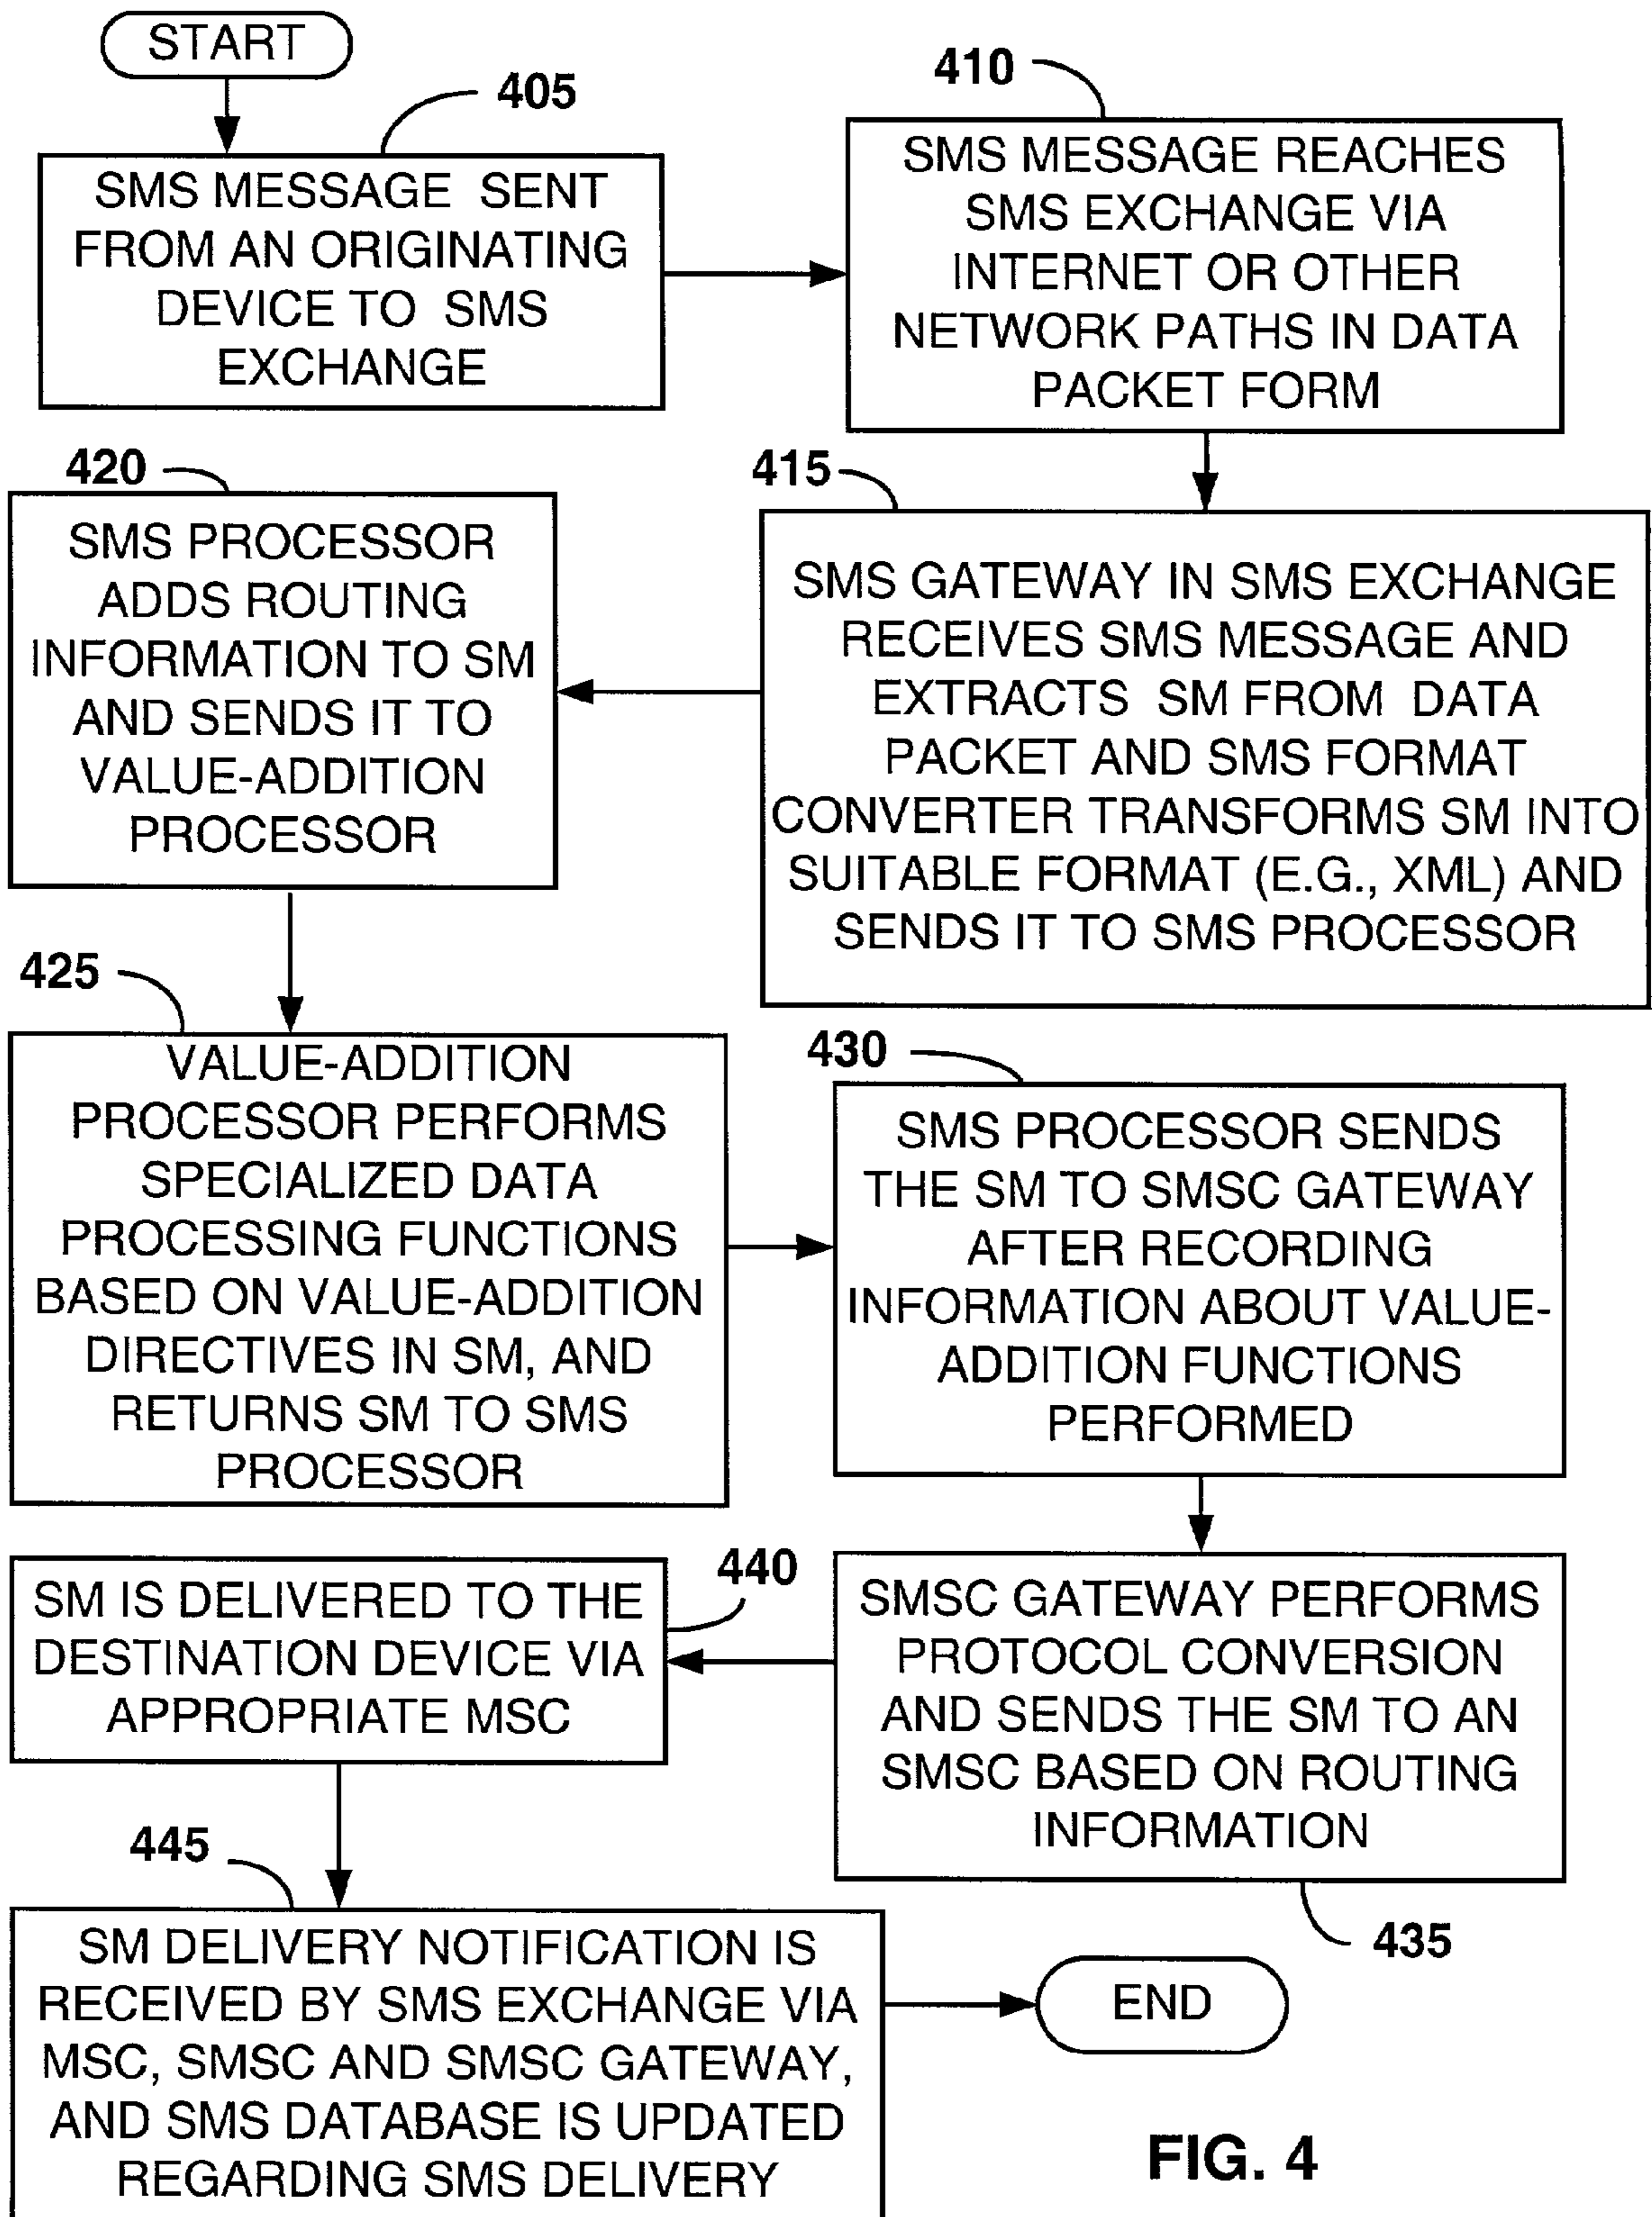 START
405
SMS MESSAGE SENT
FROM AN ORIGINATING
DEVICE TO SMS
EXCHANGE
410
SMS MESSAGE REACHES
SMS EXCHANGE VIA
INTERNET OR OTHER
NETWORK PATHS IN DATA
PACKET FORM
415
SMS GATEWAY IN SMS EXCHANGE
RECEIVES SMS MESSAGE AND
EXTRACTS SM FROM DATA
PACKET AND SMS FORMAT
CONVERTER TRANSFORMS SM INTO
SUITABLE FORMAT (E.G., XML) AND
SENDS IT TO SMS PROCESSOR
420
SMS PROCESSOR
ADDS ROUTING
INFORMATION TO SM
AND SENDS IT TO
VALUE-ADDITION
PROCESSOR
425
VALUE-ADDITION
PROCESSOR PERFORMS
SPECIALIZED DATA
PROCESSING FUNCTIONS
BASED ON VALUE-ADDITION
DIRECTIVES IN SM, AND
RETURNS SM TO SMS
PROCESSOR
430
SMS PROCESSOR SENDS
THE SM TO SMSC GATEWAY
AFTER RECORDING
INFORMATION ABOUT VALUE-
ADDITION FUNCTIONS
PERFORMED
SMSC GATEWAY PERFORMS
PROTOCOL CONVERSION
AND SENDS THE SM TO AN
SMSC BASED ON ROUTING
INFORMATION
435
440
SM IS DELIVERED TO THE
DESTINATION DEVICE VIA
APPROPRIATE MSC
445
SM DELIVERY NOTIFICATION IS
RECEIVED BY SMS EXCHANGE VIA
MSC, SMSC AND SMSC GATEWAY,
AND SMS DATABASE IS UPDATED
REGARDING SMS DELIVERY
END
FIG. 4